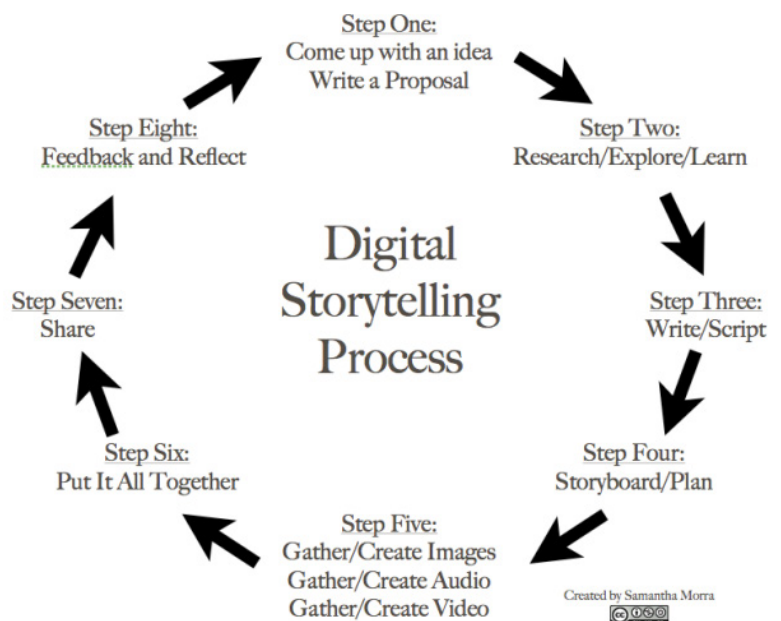 Step One:
Come up with an idea
Write a Proposal
Step Two:
Research/Explore/Learn
Step Three:
Write/Script
Step Four:
Storyboard/Plan
Step Five:
Gather/Create Images
Gather/Create Audio
Gather/Create Video
Step Six:
Put It All Together
Step Seven:
Share
Step Eight:
Feedback and Reflect
Digital
Storytelling
Process
Created by Samantha Morra
cc